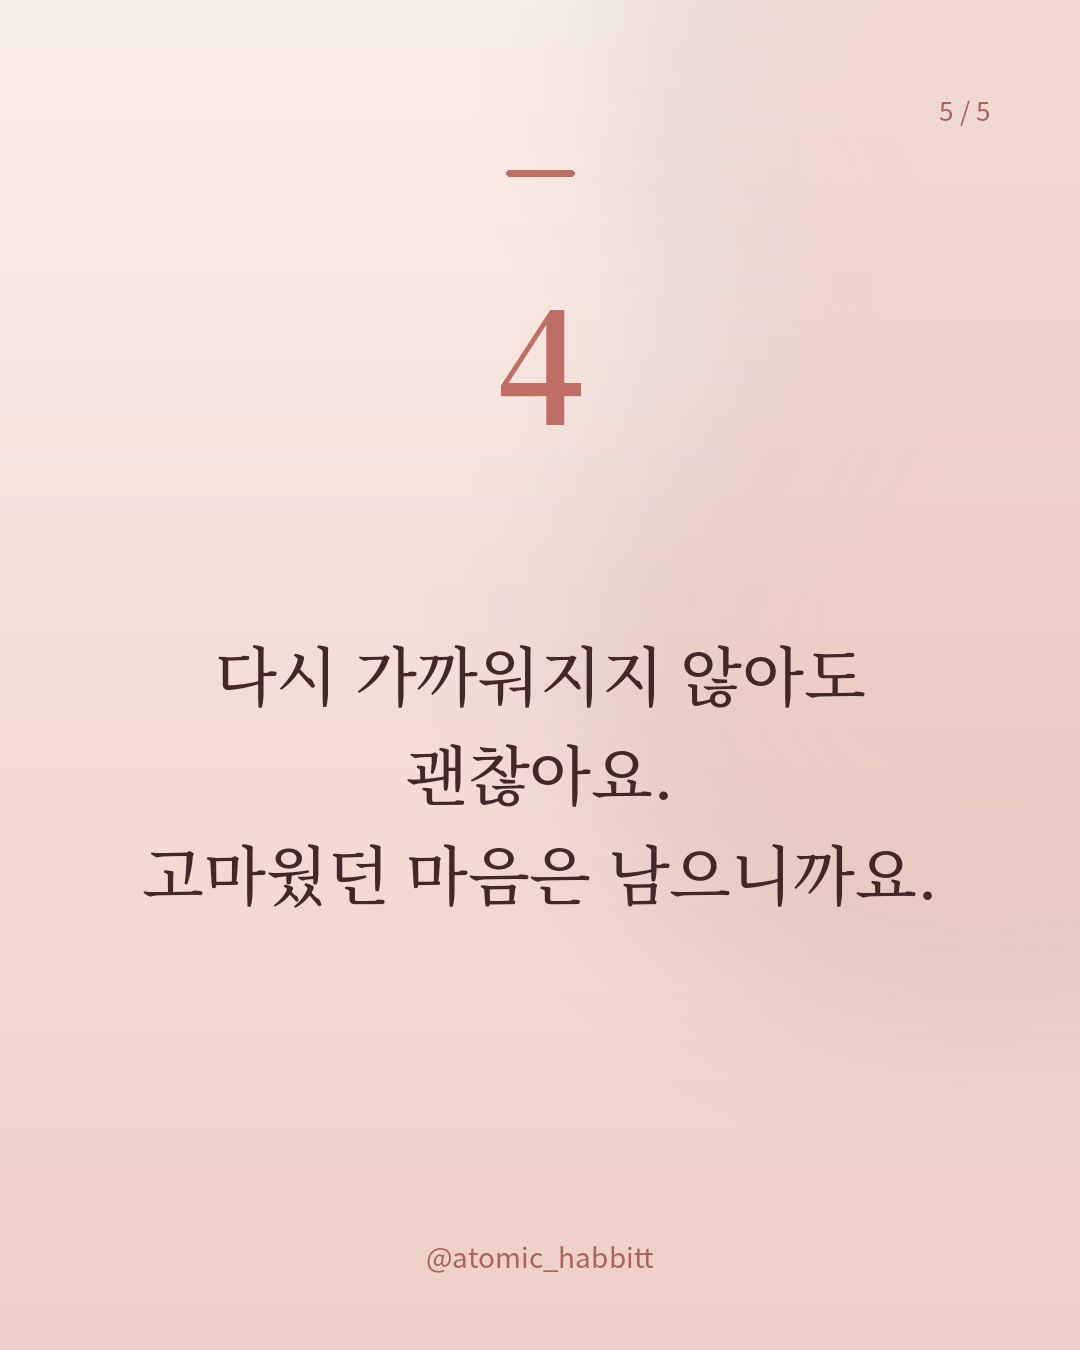 5 / 5
4
다시 가까워지지 않아도
괜찮아요.
고마웠던 마음은 남으니까요.
@atomic_habbitt